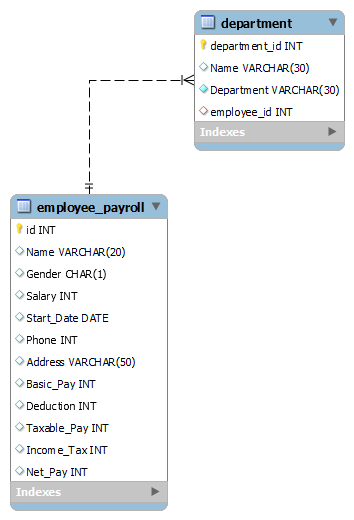 department
department_id INT
Name VARCHAR(30)
Department VARCHAR(30)
employee_id INT
Indexes
employee_payroll
id INT
Name VARCHAR(20)
Gender CHAR(1)
Salary INT
Start_Date DATE
Phone INT
Address VARCHAR(50)
Basic_Pay INT
Deduction INT
Taxable_Pay INT
Income_Tax INT
Net_Pay INT
Indexes